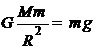 G Mm/R² = mg